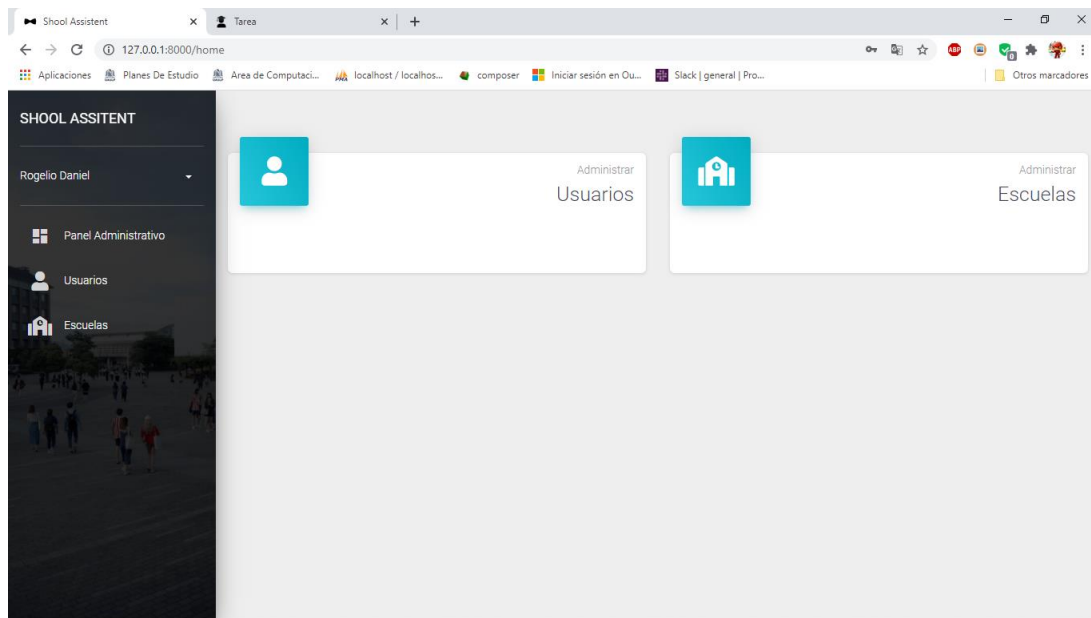 Shool Assistent
Tarea
127.0.0.1:8000/home
ABP
0
Aplicaciones
Planes De Estudio
Area de Computaci...
localhost / localhos...
composer
Iniciar sesión en Ou...
Slack | general | Pro...
Otros marcadores
SHOOL ASSITENT
Rogelio Daniel
Panel Administrativo
Usuarios
Escuelas
Administrar
Usuarios
Administrar
Escuelas